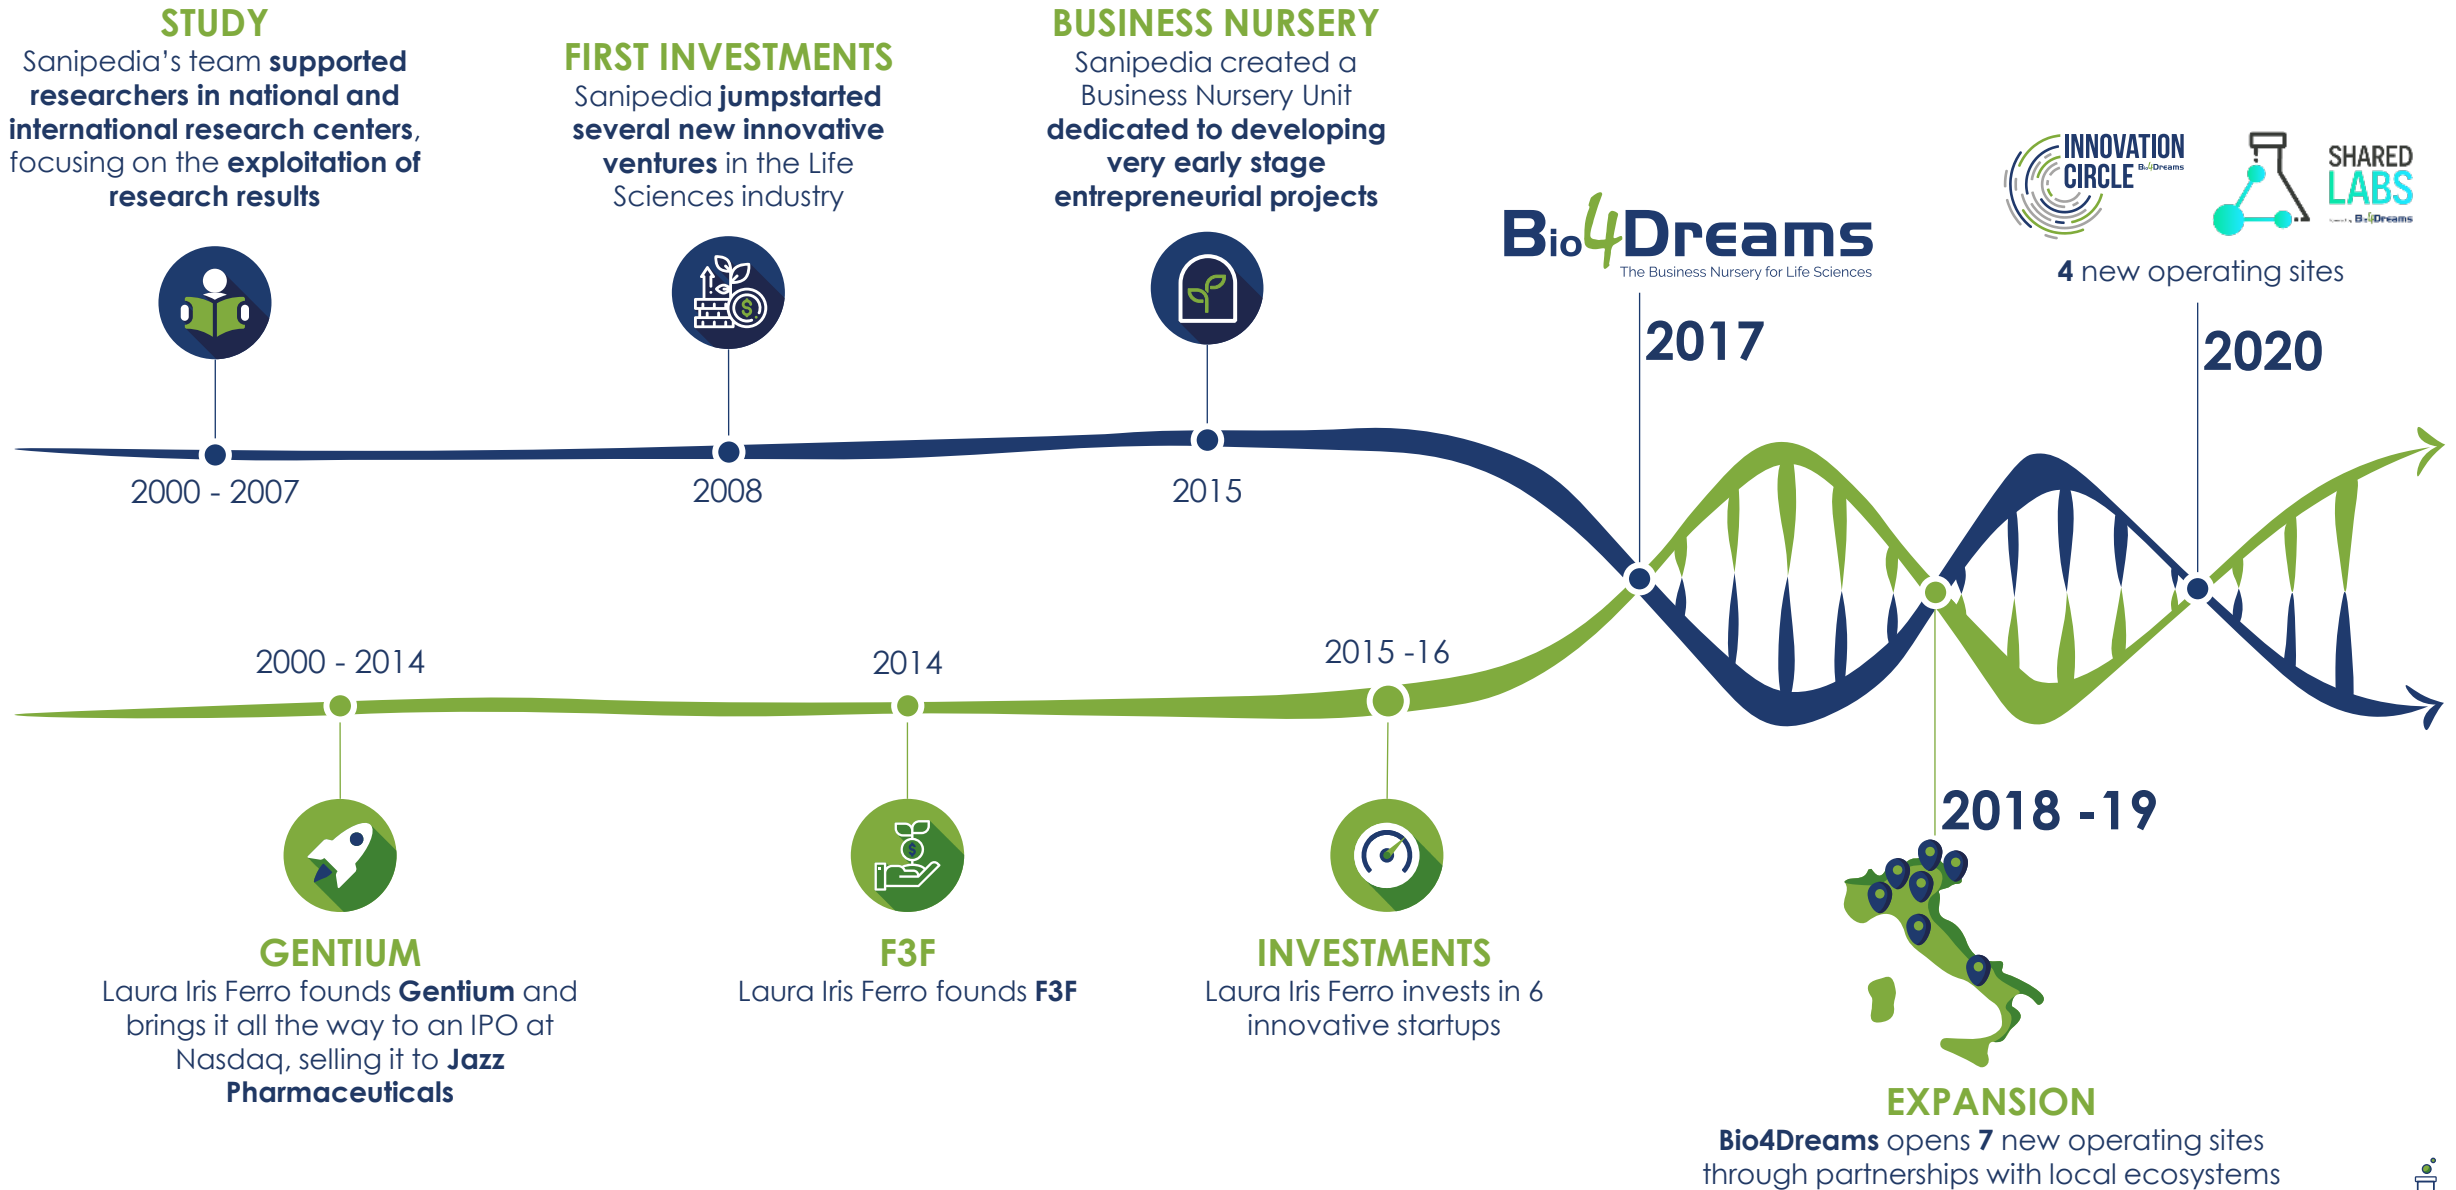 STUDY
Sanipedia's team supported
researchers in national and
international research centers,
focusing on the exploitation of
research results
FIRST INVESTMENTS
Sanipedia jumpstarted
several new innovative
ventures in the Life
Sciences industry
BUSINESS NURSERY
Sanipedia created a
Business Nursery Unit
dedicated to developing
very early stage
entrepreneurial projects
Bio4Dreams
The Business Nursery for Life Sciences
2017
INNOVATION
CIRCLE Bio4Dreams
SHARED
LABS
Bio4Dreams
4 new operating sites
2020
2000 - 2007
2008
2015
2000 - 2014
2014
2015 -16
2018 -19
GENTIUM
Laura Iris Ferro founds Gentium and
brings it all the way to an IPO at
Nasdaq, selling it to Jazz
Pharmaceuticals
F3F
Laura Iris Ferro founds F3F
INVESTMENTS
Laura Iris Ferro invests in 6
innovative startups
EXPANSION
Bio4Dreams opens 7 new operating sites
through partnerships with local ecosystems